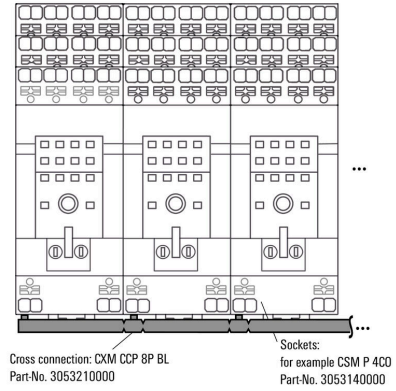 ...
...
Cross connection: CXM CCP 8P BL
Part-No. 3053210000
Sockets:
for example CSM P 4CO
Part-No. 3053140000